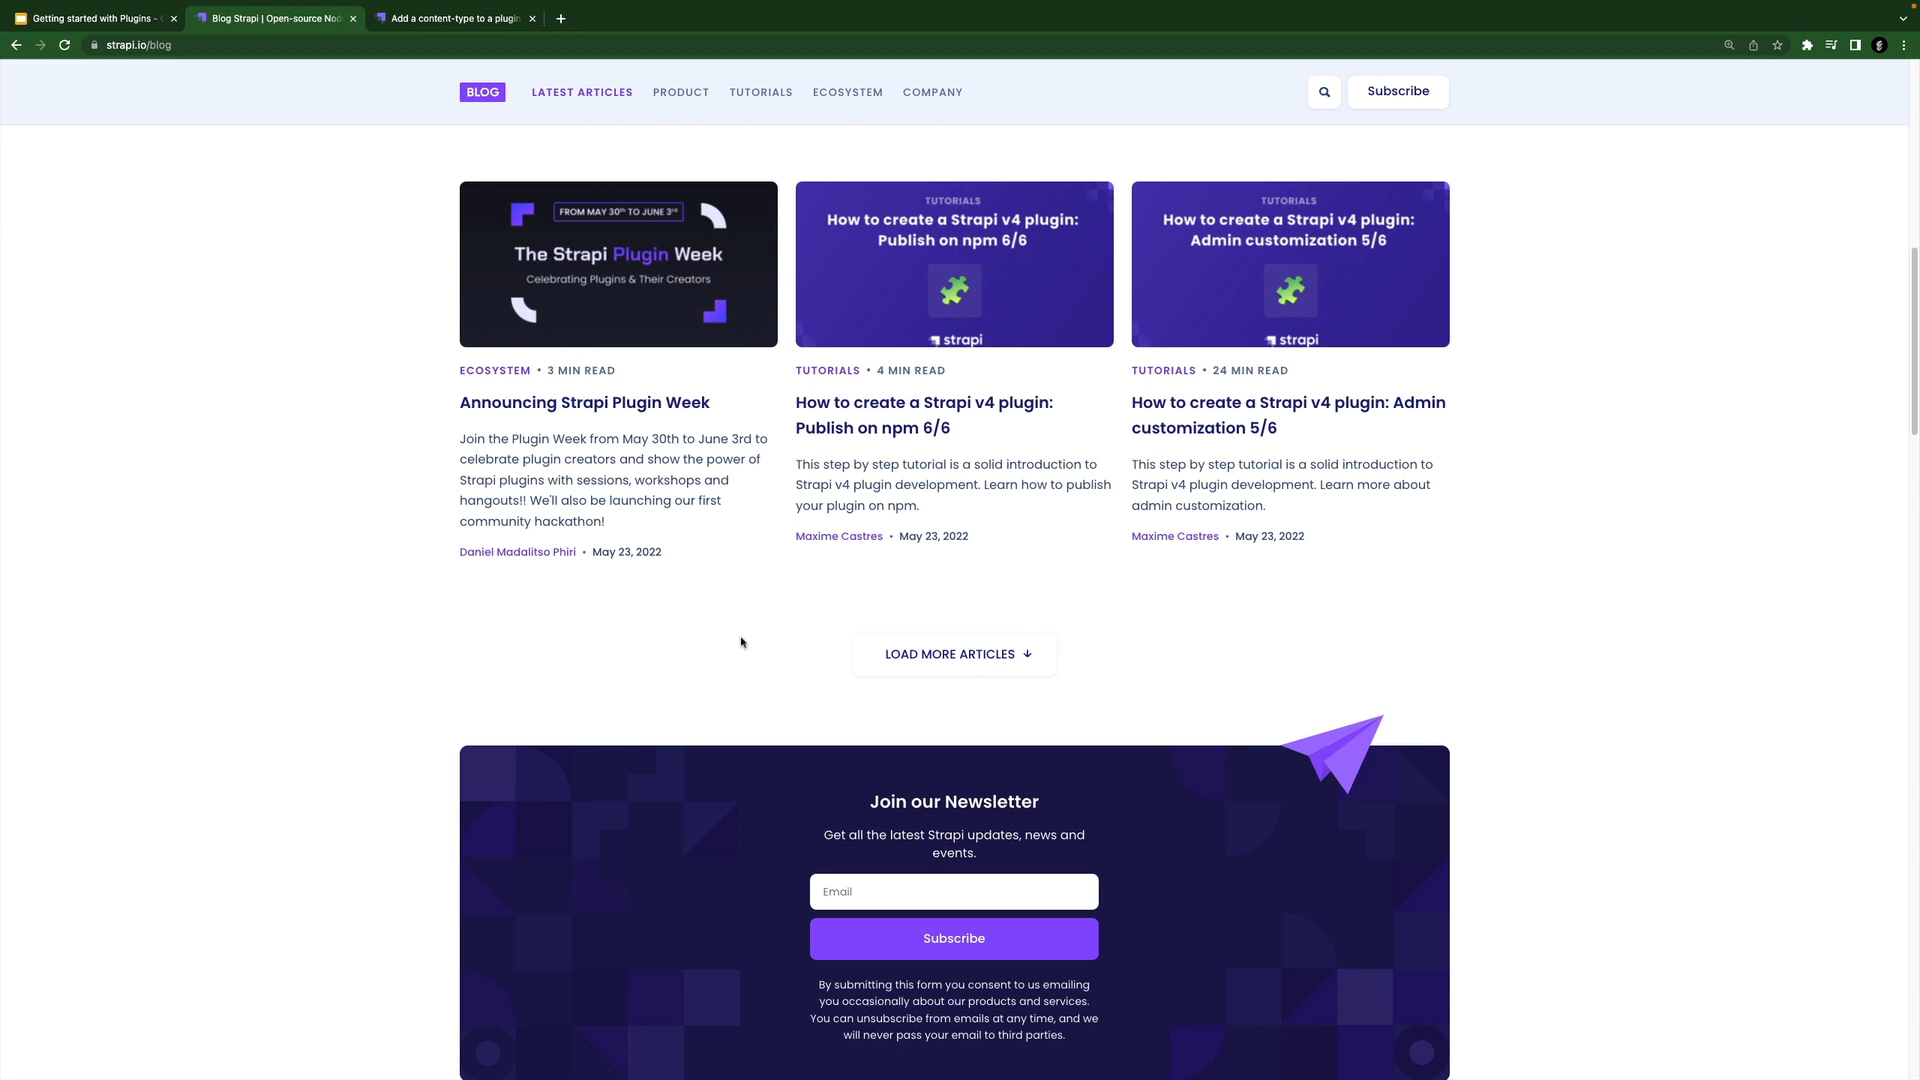 Getting started with Plugins -
Blog Strapi | Open-source Nod
Add a content-type to a plugin
strapi.io/blog
BLOG
LATEST ARTICLES
PRODUCT
TUTORIALS
ECOSYSTEM
COMPANY
Subscribe
FROM MAY 30th TO JUNE 3rd
The Strapi Plugin Week
Celebrating Plugins & Their Creators
ECOSYSTEM • 3 MIN READ
Announcing Strapi Plugin Week
Join the Plugin Week from May 30th to June 3rd to
celebrate plugin creators and show the power of
Strapi plugins with sessions, workshops and
hangouts!! We'll also be launching our first
community hackathon!
Daniel Madalitso Phiri • May 23, 2022
TUTORIALS
How to create a Strapi v4 plugin:
Publish on npm 6/6
strapi
TUTORIALS • 4 MIN READ
How to create a Strapi v4 plugin:
Publish on npm 6/6
This step by step tutorial is a solid introduction to
Strapi v4 plugin development. Learn how to publish
your plugin on npm.
Maxime Castres • May 23, 2022
TUTORIALS
How to create a Strapi v4 plugin:
Admin customization 5/6
strapi
TUTORIALS • 24 MIN READ
How to create a Strapi v4 plugin: Admin
customization 5/6
This step by step tutorial is a solid introduction to
Strapi v4 plugin development. Learn more about
admin customization.
Maxime Castres • May 23, 2022
LOAD MORE ARTICLES ↓
Join our Newsletter
Get all the latest Strapi updates, news and
events.
Email
Subscribe
By submitting this form you consent to us emailing
you occasionally about our products and services.
You can unsubscribe from emails at any time, and we
will never pass your email to third parties.